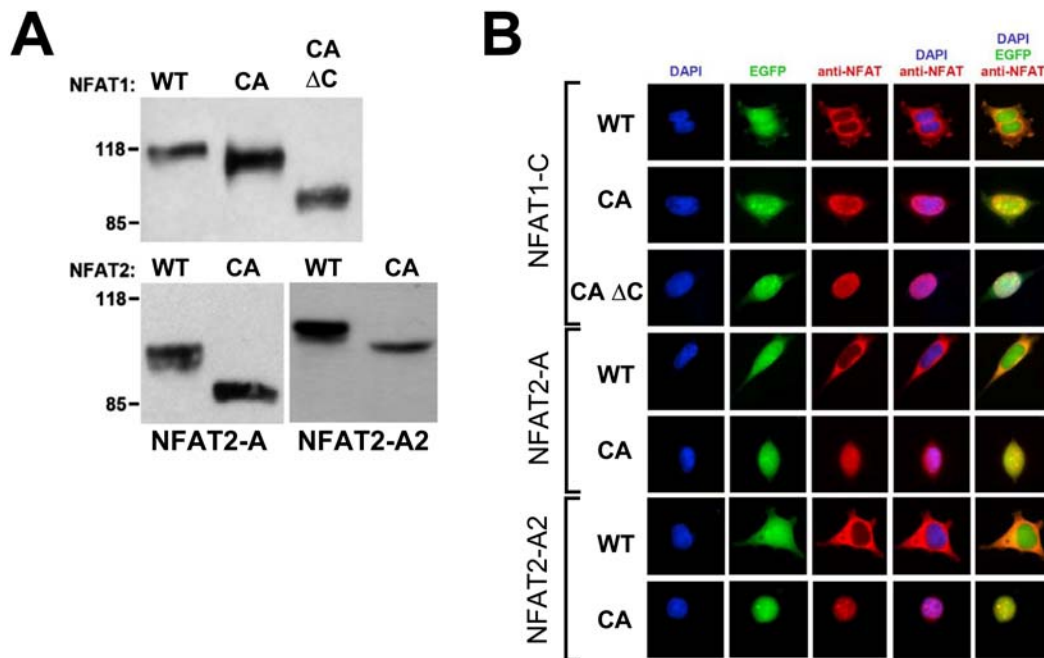 A
NFAT1: WT CA CA ΔC
118
85
NFAT2: WT CA WT CA
118
85
NFAT2-A NFAT2-A2
B
DAPI EGFP anti-NFAT DAPI anti-NFAT DAPI EGFP anti-NFAT
NFAT1-C
WT
CA
CA ΔC
NFAT2-A
WT
CA
NFAT2-A2
WT
CA